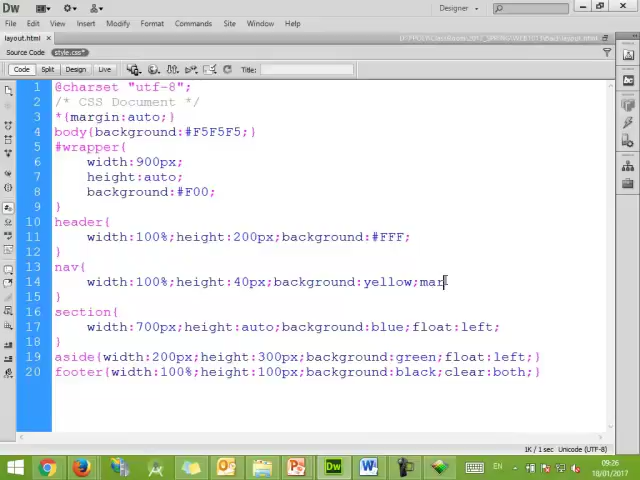 Dw
Designer
File Edit View Insert Modify Format Commands Site Window Help
layout.html ×
Source Code style.css*
Code Split Design Live Title:
1 @charset "utf-8";
2 /* CSS Document */
3 *{margin:auto;}
4 body{background:#F5F5F5;}
5 #wrapper{
6 width:900px;
7 height:auto;
8 background:#F00;
9 }
10 header{
11 width:100%;height:200px;background:#FFF;
12 }
13 nav{
14 width:100%;height:40px;background:yellow;mar
15 }
16 section{
17 width:700px;height:auto;background:blue;float:left;
18 }
19 aside{width:200px;height:300px;background:green;float:left;}
20 footer{width:100%;height:100px;background:black;clear:both;}
1K / 1 sec Unicode (UTF-8)
Dw
EN
09:26
18/01/2017